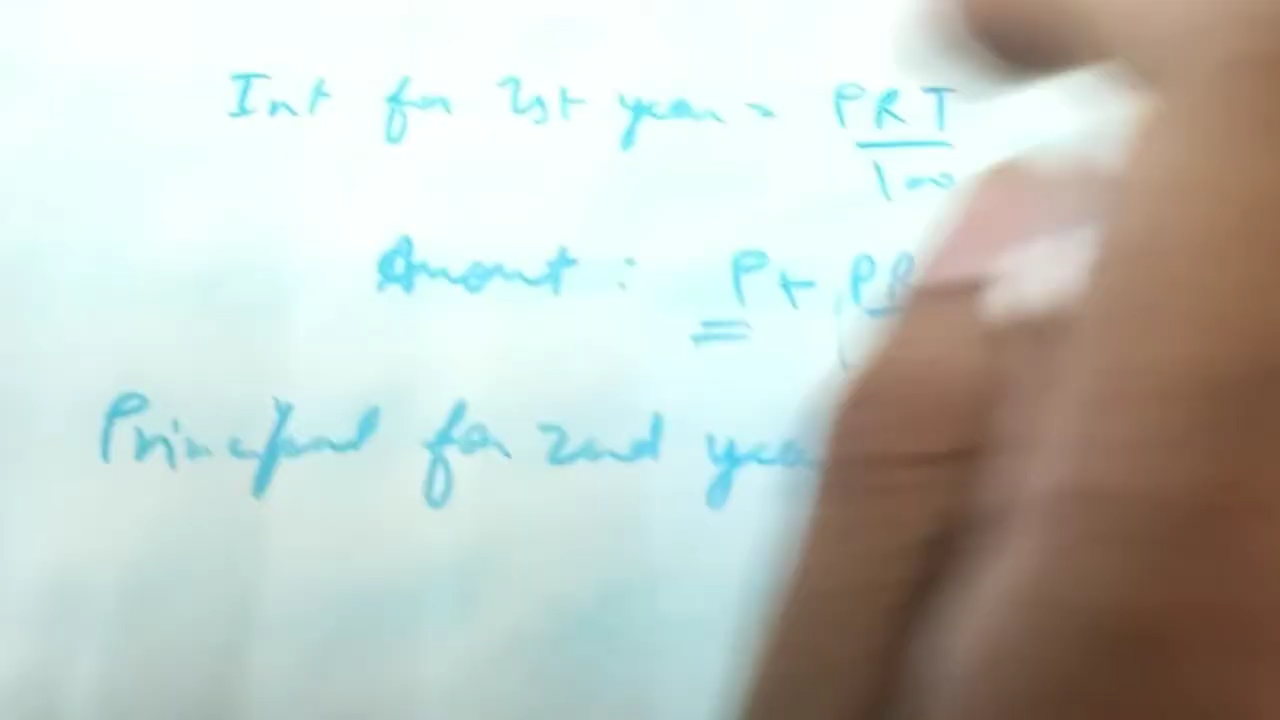 Int for 1st year = PRT
100
Amount : P + PR
Principal for 2nd year